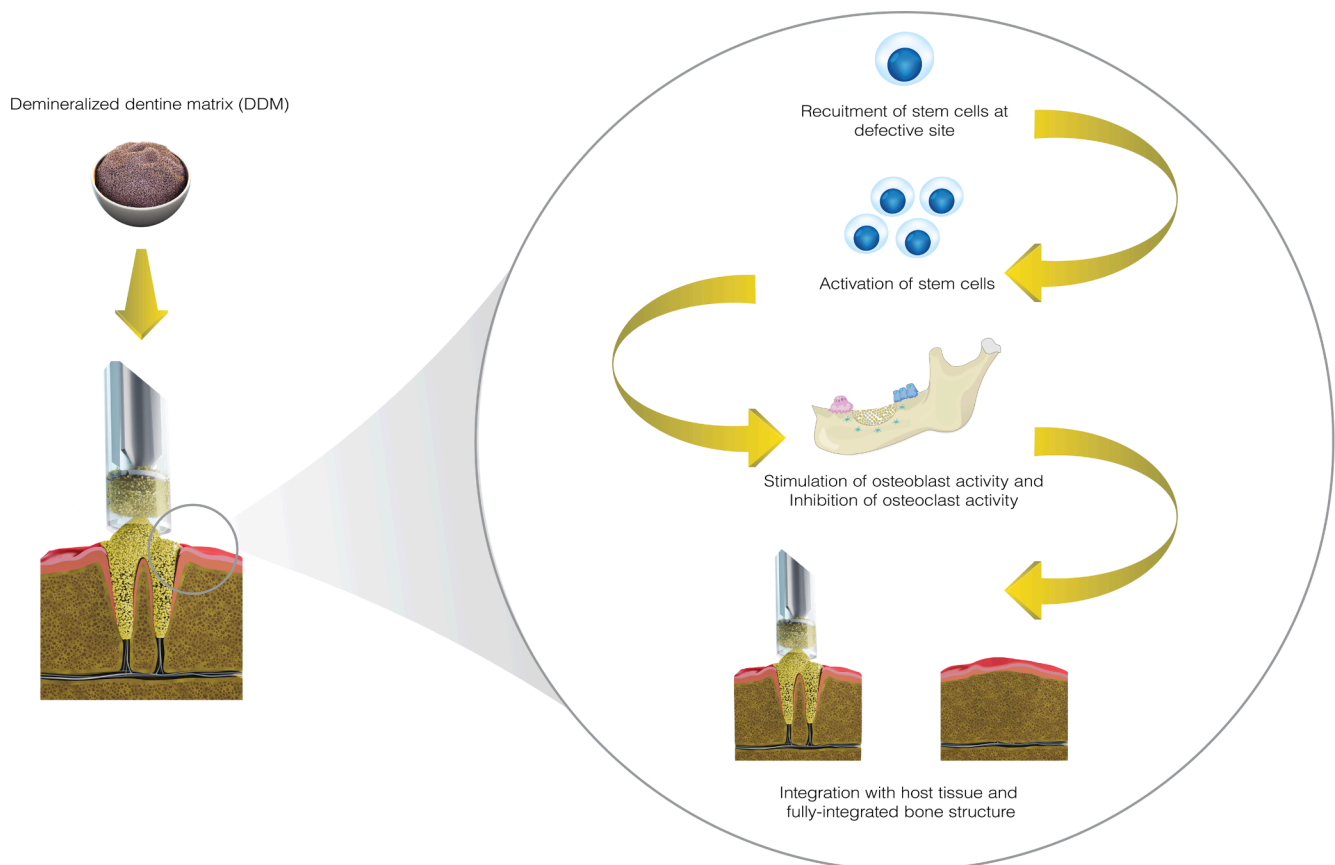 Demineralized dentine matrix (DDM)
Recuitment of stem cells at
defective site
Activation of stem cells
Stimulation of osteoblast activity and
Inhibition of osteoclast activity
Integration with host tissue and
fully-integrated bone structure